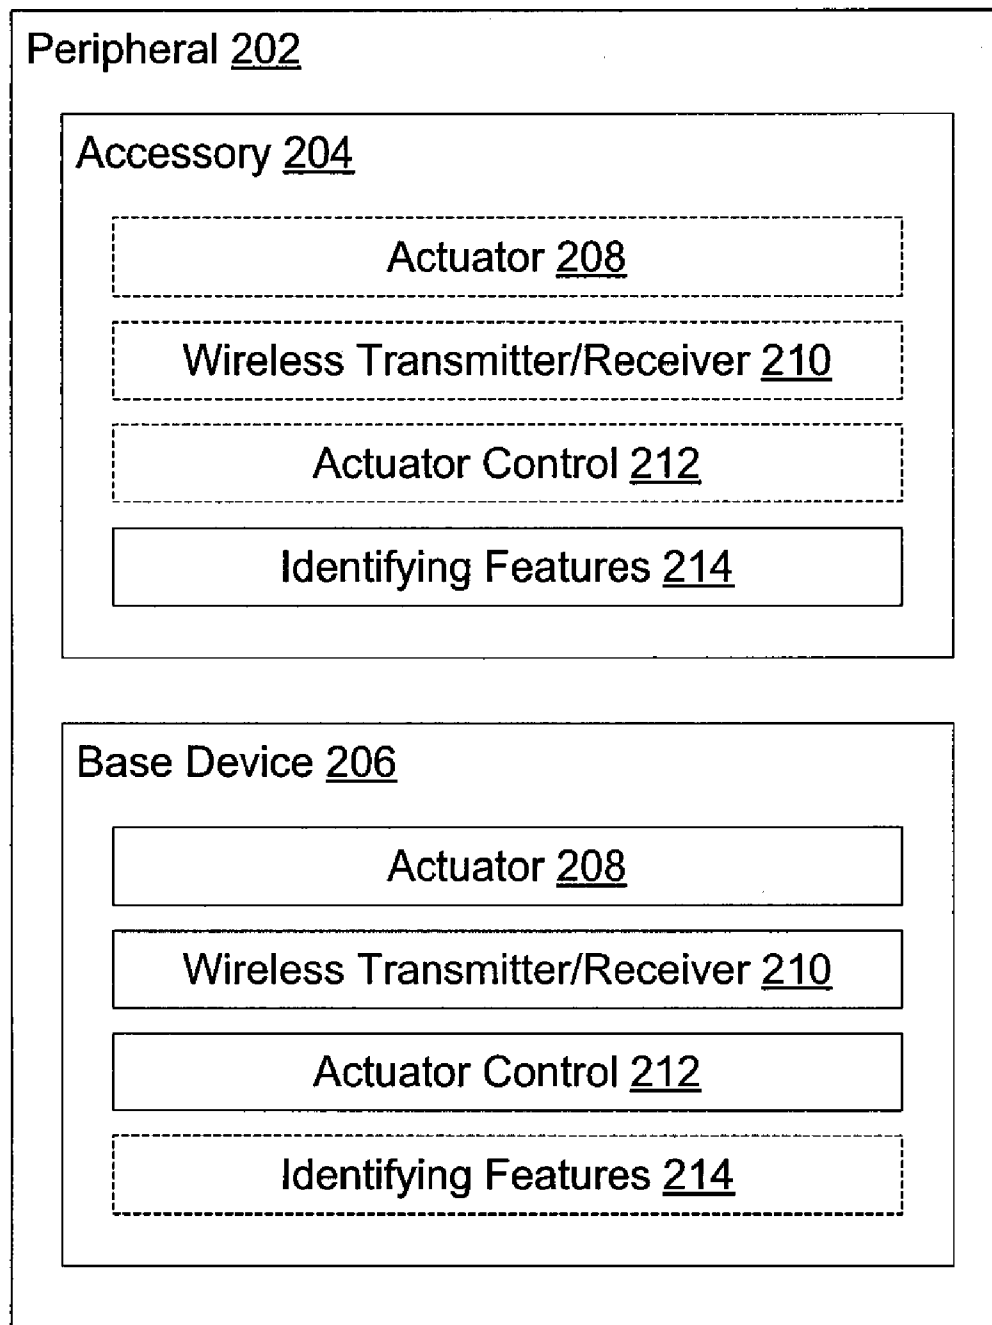 Peripheral 202
Accessory 204
Actuator 208
Wireless Transmitter/Receiver 210
Actuator Control 212
Identifying Features 214
Base Device 206
Actuator 208
Wireless Transmitter/Receiver 210
Actuator Control 212
Identifying Features 214